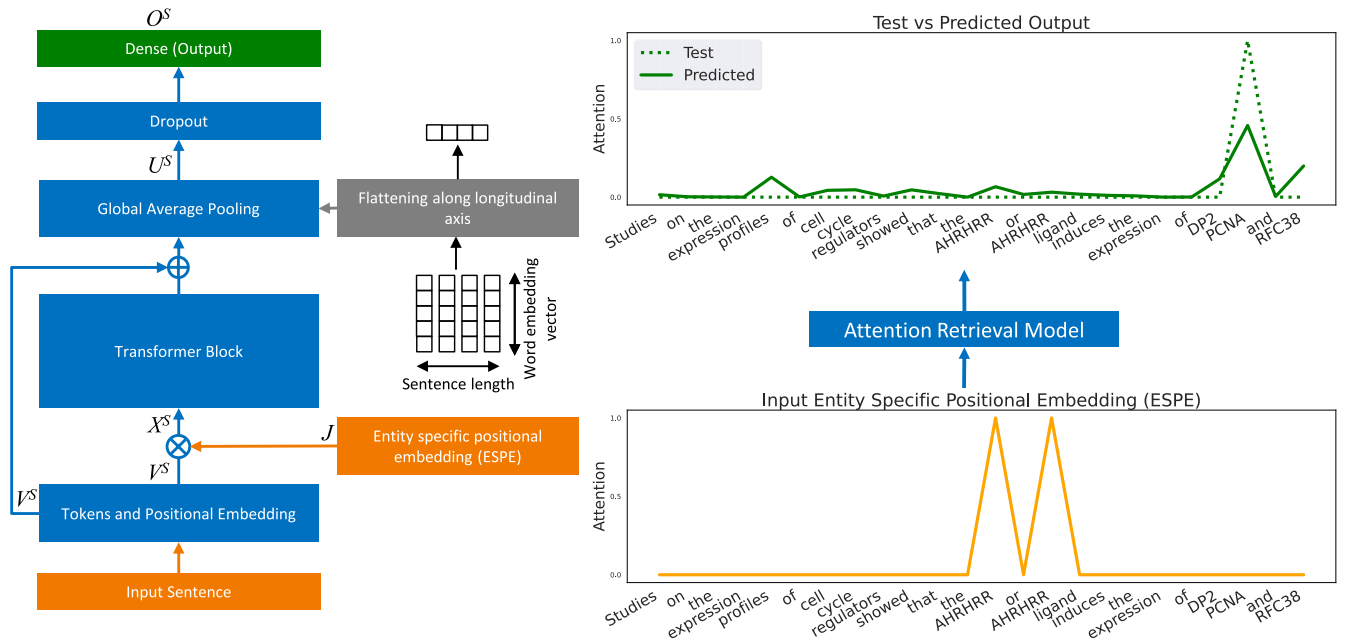 O^S
Dense (Output)
Dropout
U^S
Global Average Pooling
Flattening along longitudinal
axis
Transformer Block
Word embedding
vector
Sentence length
X^S
J
Entity specific positional
embedding (ESPE)
V^S
V^S
Tokens and Positional Embedding
Input Sentence
Test vs Predicted Output
Test
Predicted
Attention
1.0
0.5
0.0
Studies on the expression profiles of cell cycle regulators showed that the AHRHRR or AHRHRR ligand induces the expression of DP2 PCNA and RFC38
Attention Retrieval Model
Input Entity Specific Positional Embedding (ESPE)
Attention
1.0
0.5
0.0
Studies on the expression profiles of cell cycle regulators showed that the AHRHRR or AHRHRR ligand induces the expression of DP2 PCNA and RFC38